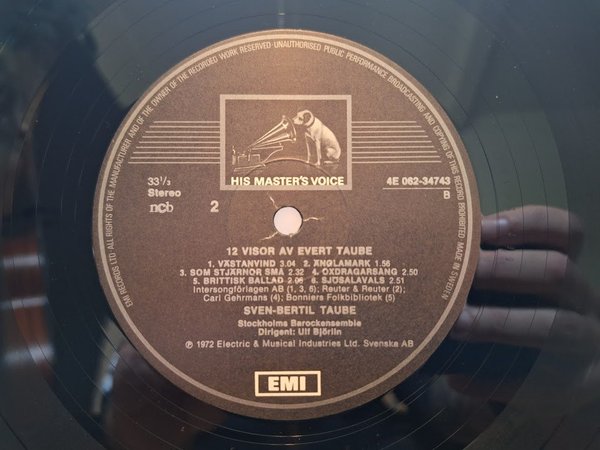 EMI RECORDS LTD ALL RIGHTS OF THE MANUFACTURER AND OF THE OWNER OF THE RECORDED WORK RESERVED · UNAUTHORISED PUBLIC PERFORMANCE BROADCASTING AND COPYING OF THIS RECORD PROHIBITED MADE IN SWEDEN
HIS MASTER'S VOICE
33 1/3
Stereo
ncb
2
4E 062-34743
B
12 VISOR AV EVERT TAUBE
1. VÄSTANVIND 3.04 2. ÄNGLAMARK 1.56
3. SOM STJÄRNOR SMÅ 2.32 4. OXDRAGARSÅNG 2.50
5. BRITTISK BALLAD 2.06 6. SJÖSALAVALS 2.51
Intersongförlagen AB (1, 3, 6); Reuter & Reuter (2);
Carl Gehrmans (4); Bonniers Folkbibliotek (5)
SVEN-BERTIL TAUBE
Stockholms Barockensemble
Dirigent: Ulf Björlin
℗ 1972 Electric & Musical Industries Ltd. Svenska AB
EMI